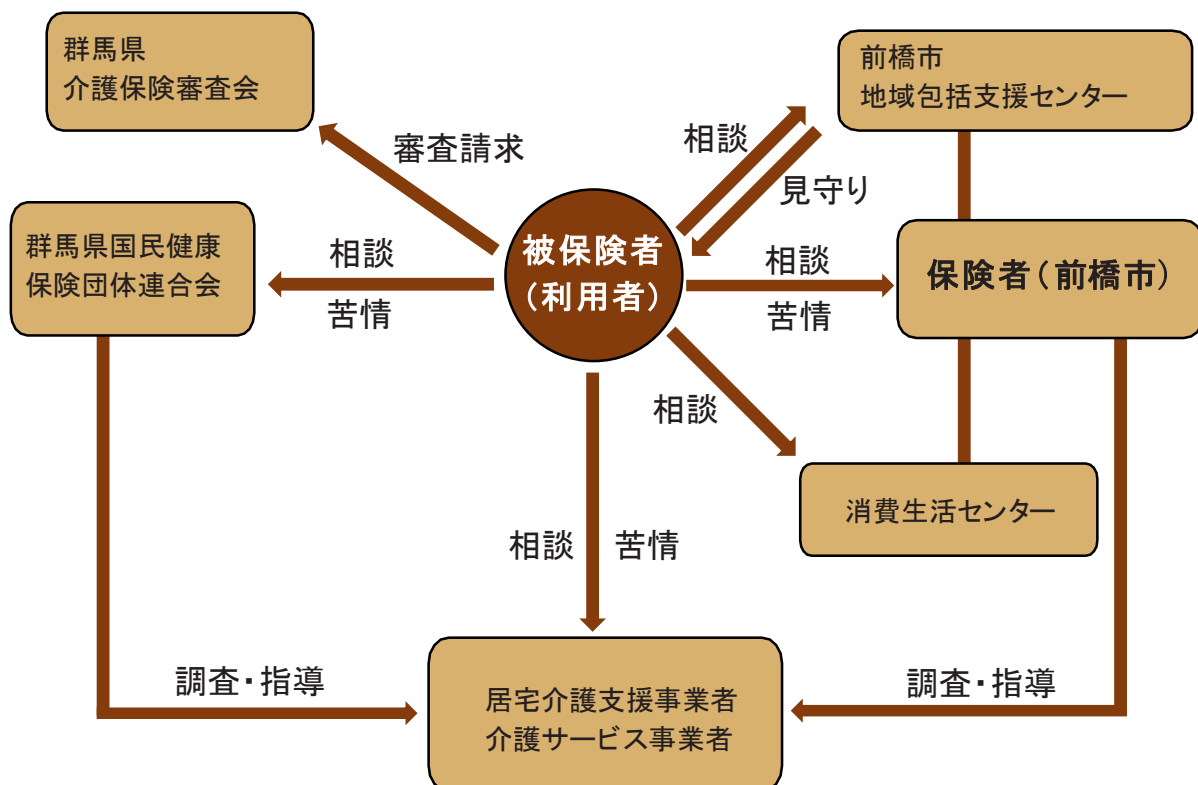 群馬県
介護保険審査会
前橋市
地域包括支援センター
審査請求
相談
見守り
群馬県国民健康
保険団体連合会
相談
苦情
被保険者
（利用者）
相談
苦情
保険者（前橋市）
相談
消費生活センター
相談
苦情
調査・指導
居宅介護支援事業者
介護サービス事業者
調査・指導